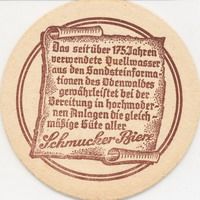 Das seit über 175 Jahren
verwendete Quellwasser
aus den Sandsteinforma
tionen des Odenwaldes
gewährleistet bei der
Bereitung in hochmoder-
nen Anlagen die gleich-
mäßige Güte aller
Schmucker-Biere